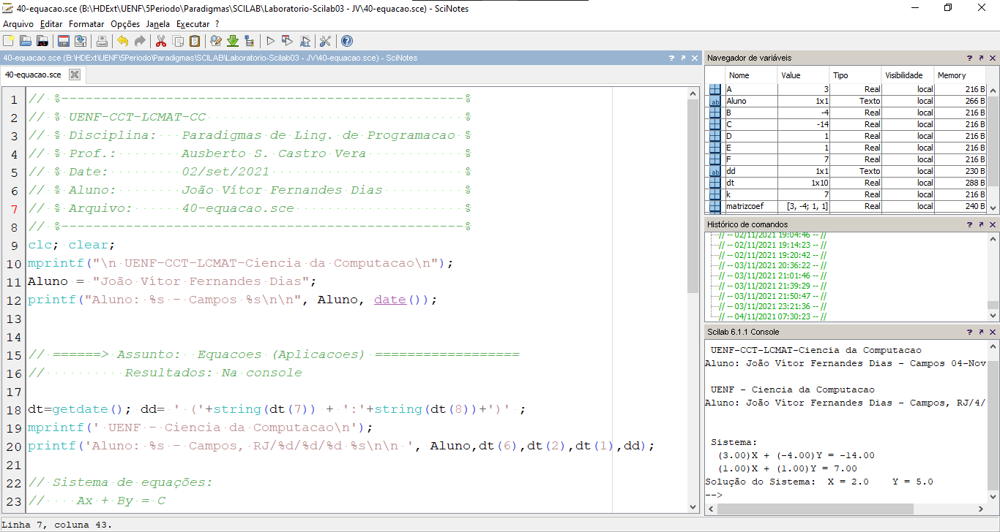 40-equacao.sce (B:\HDExt\UENF\5Periodo\Paradigmas\SCILAB\Laboratorio-Scilab03 - JV\40-equacao.sce) - SciNotes
Arquivo Editar Formatar Opções Janela Executar ?
40-equacao.sce (B:\HDExt\UENF\5Periodo\Paradigmas\SCILAB\Laboratorio-Scilab03 - JV\40-equacao.sce) - SciNotes
40-equacao.sce
1 // %--------------------------------------------------%
2 // % UENF-CCT-LCMAT-CC %
3 // % Disciplina: Paradigmas de Ling. de Programacao %
4 // % Prof.: Ausberto S. Castro Vera %
5 // % Date: 02/set/2021 %
6 // % Aluno: João Vítor Fernandes Dias %
7 // % Arquivo: 40-equacao.sce %
8 // %--------------------------------------------------%
9 clc; clear;
10 mprintf("\n UENF-CCT-LCMAT-Ciencia da Computacao\n");
11 Aluno = "João Vítor Fernandes Dias";
12 printf("Aluno: %s - Campos %s\n\n", Aluno, date());
13
14
15 // ======> Assunto: Equacoes (Aplicacoes) ==================
16 // Resultados: Na console
17
18 dt=getdate(); dd= ' ('+string(dt(7)) + ':'+string(dt(8))+')' ;
19 mprintf(' UENF - Ciencia da Computacao\n');
20 printf('Aluno: %s - Campos, RJ/%d/%d/%d %s\n\n ', Aluno,dt(6),dt(2),dt(1),dd);
21
22 // Sistema de equações:
23 // Ax + By = C
Linha 7, coluna 43.
Navegador de variáveis
Nome Value Tipo Visibilidade Memory
A 3 Real local 216 B
Aluno 1x1 Texto local 266 B
B -4 Real local 216 B
C -14 Real local 216 B
D 1 Real local 216 B
E 1 Real local 216 B
F 7 Real local 216 B
dd 1x1 Texto local 230 B
dt 1x10 Real local 288 B
k 7 Real local 216 B
matrizcoef [3, -4; 1, 1] Real local 240 B
Histórico de comandos
// -- 02/11/2021 19:04:46 -- //
// -- 02/11/2021 19:14:23 -- //
// -- 02/11/2021 19:20:42 -- //
// -- 03/11/2021 20:36:22 -- //
// -- 03/11/2021 21:01:46 -- //
// -- 03/11/2021 21:39:29 -- //
// -- 03/11/2021 21:50:47 -- //
// -- 03/11/2021 23:21:36 -- //
// -- 04/11/2021 07:30:23 -- //
Scilab 6.1.1 Console
UENF-CCT-LCMAT-Ciencia da Computacao
Aluno: João Vítor Fernandes Dias - Campos 04-Nov
UENF - Ciencia da Computacao
Aluno: João Vítor Fernandes Dias - Campos, RJ/4/
Sistema:
(3.00)X + (-4.00)Y = -14.00
(1.00)X + (1.00)Y = 7.00
Solução do Sistema: X = 2.0 Y = 5.0
-->